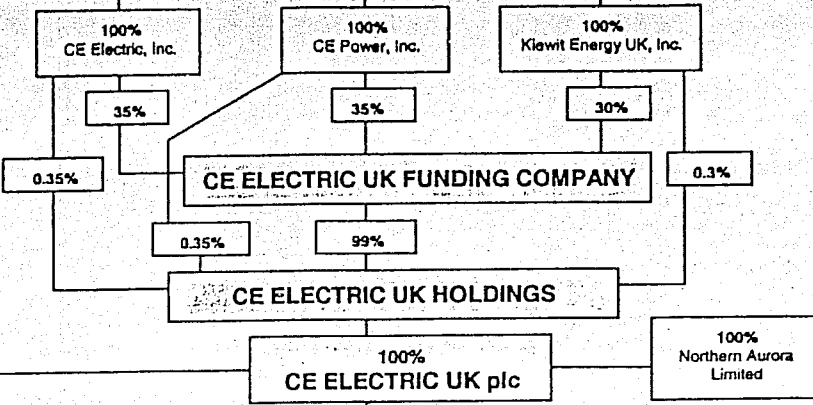 100%
CE Electric, Inc.
100%
CE Power, Inc.
100%
Kiewit Energy UK, Inc.
35%
35%
30%
0.35%
CE ELECTRIC UK FUNDING COMPANY
0.3%
0.35%
99%
CE ELECTRIC UK HOLDINGS
100%
CE ELECTRIC UK plc
100%
Northern Aurora
Limited